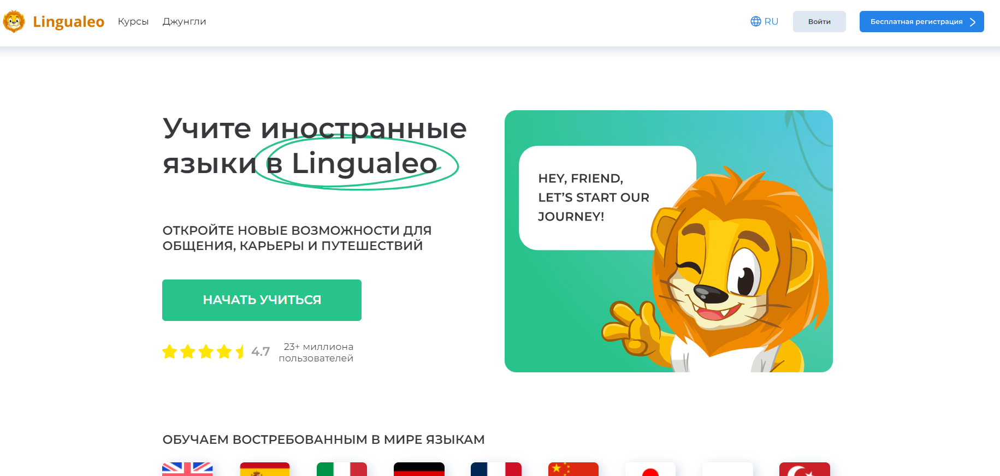 Lingualeo
Курсы
Джунгли
RU
Войти
Бесплатная регистрация
Учите иностранные
языки в Lingualeo
ОТКРОЙТЕ НОВЫЕ ВОЗМОЖНОСТИ ДЛЯ
ОБЩЕНИЯ, КАРЬЕРЫ И ПУТЕШЕСТВИЙ
НАЧАТЬ УЧИТЬСЯ
4.7
23+ миллиона
пользователей
HEY, FRIEND,
LET’S START OUR
JOURNEY!
ОБУЧАЕМ ВОСТРЕБОВАННЫМ В МИРЕ ЯЗЫКАМ